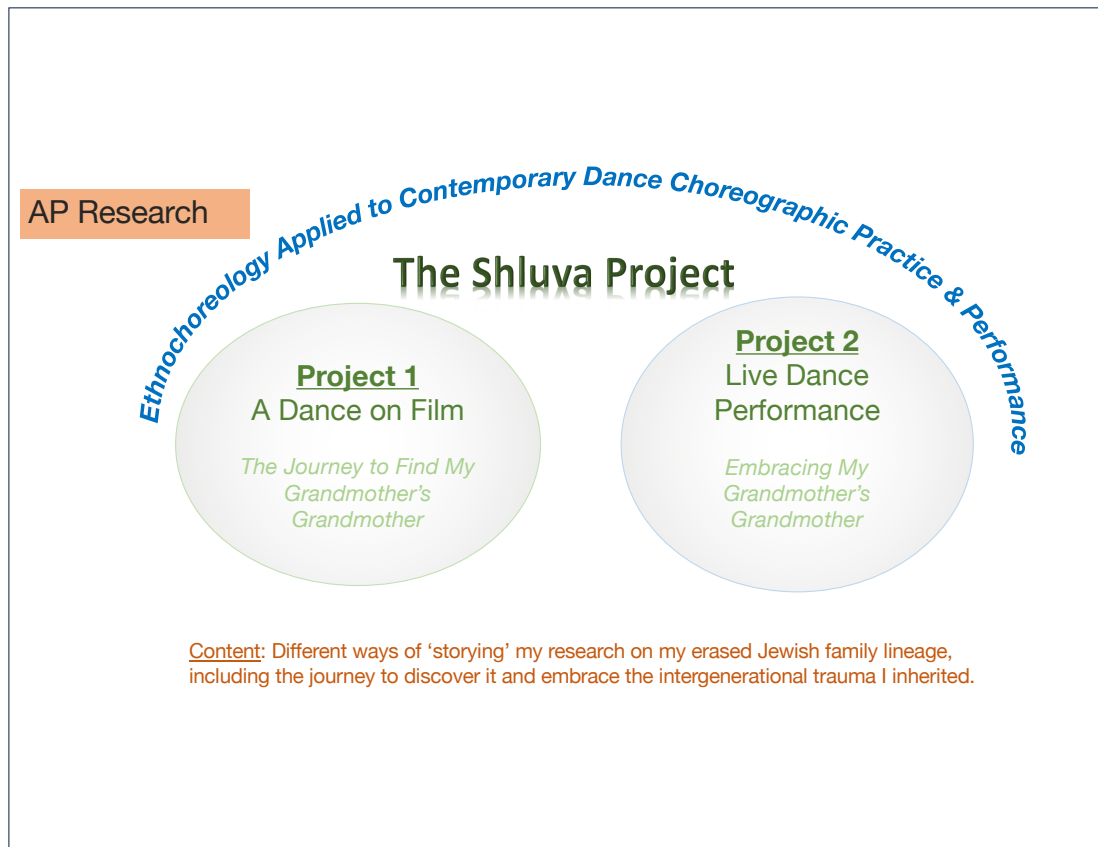 AP Research
Ethnochoreology Applied to Contemporary Dance Choreographic Practice & Performance
The Shluva Project
Project 1
A Dance on Film
The Journey to Find My
Grandmother's
Grandmother
Project 2
Live Dance
Performance
Embracing My
Grandmother's
Grandmother
Content: Different ways of ‘storying’ my research on my erased Jewish family lineage,
including the journey to discover it and embrace the intergenerational trauma I inherited.